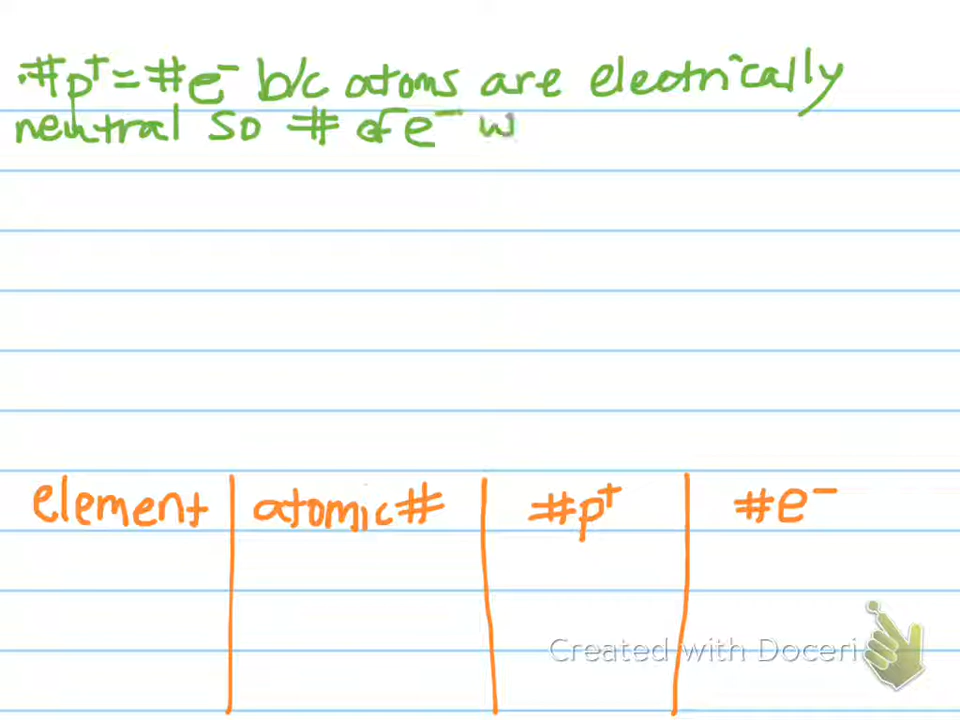 ·#p⁺ = #e⁻ b/c atoms are electrically
neutral so # of e⁻ w
element atomic # #p⁺ #e⁻
Created with Doceri